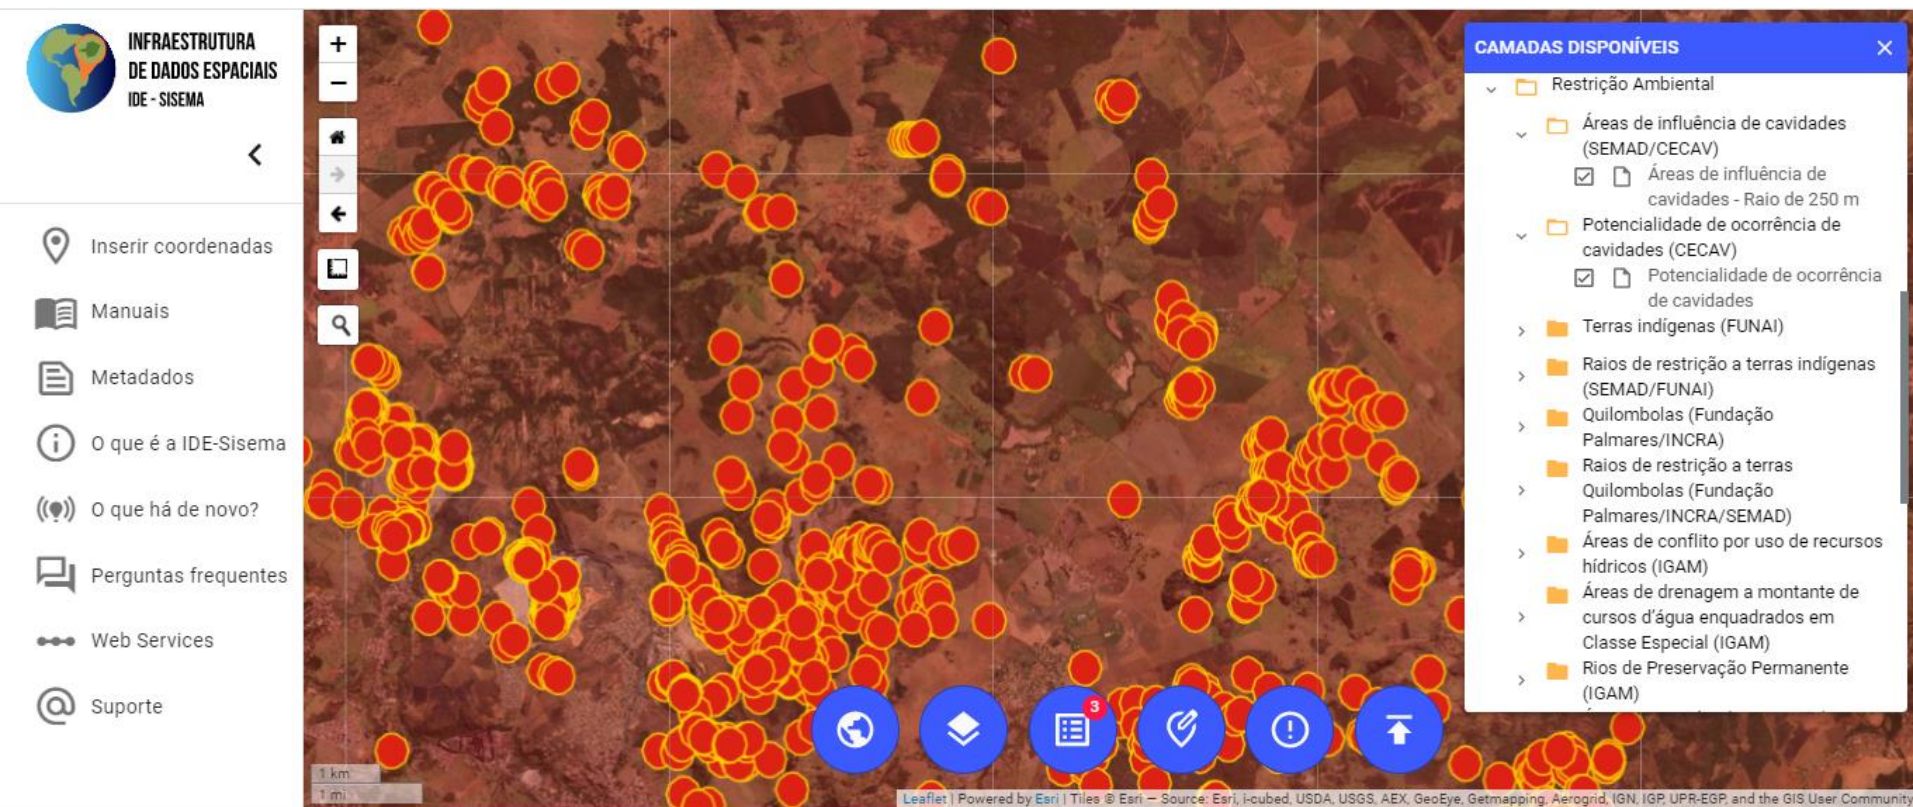 INFRAESTRUTURA
DE DADOS ESPACIAIS
IDE - SISEMA
Inserir coordenadas
Manuais
Metadados
O que é a IDE-Sisema
O que há de novo?
Perguntas frequentes
Web Services
Suporte
+
−
CAMADAS DISPONÍVEIS
Restrição Ambiental
Áreas de influência de cavidades
(SEMAD/CECAV)
Áreas de influência de
cavidades - Raio de 250 m
Potencialidade de ocorrência de
cavidades (CECAV)
Potencialidade de ocorrência
de cavidades
Terras indígenas (FUNAI)
Raios de restrição a terras indígenas
(SEMAD/FUNAI)
Quilombolas (Fundação
Palmares/INCRA)
Raios de restrição a terras
Quilombolas (Fundação
Palmares/INCRA/SEMAD)
Áreas de conflito por uso de recursos
hídricos (IGAM)
Áreas de drenagem a montante de
cursos d'água enquadrados em
Classe Especial (IGAM)
Rios de Preservação Permanente
(IGAM)
3
1 km
1 mi
Leaflet | Powered by Esri | Tiles © Esri — Source: Esri, i-cubed, USDA, USGS, AEX, GeoEye, Getmapping, Aerogrid, IGN, IGP, UPR-EGP, and the GIS User Community